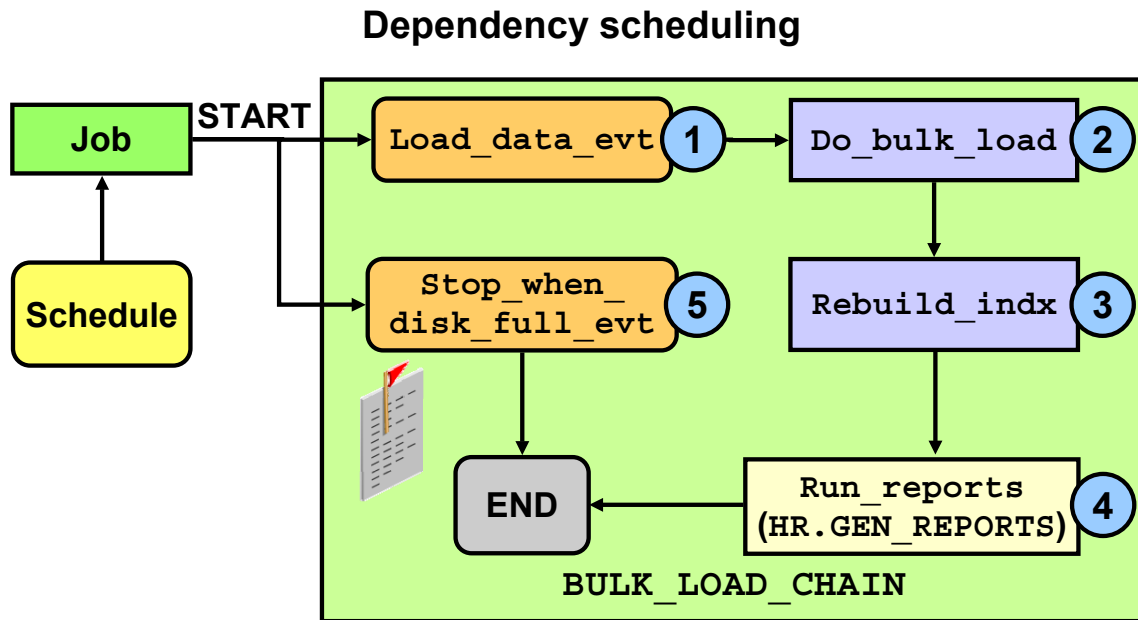 Dependency scheduling
START
Job
Load_data_evt
1
Do_bulk_load
2
Schedule
Stop_when_
disk_full_evt
5
Rebuild_indx
3
END
Run_reports
(HR.GEN_REPORTS)
4
BULK_LOAD_CHAIN